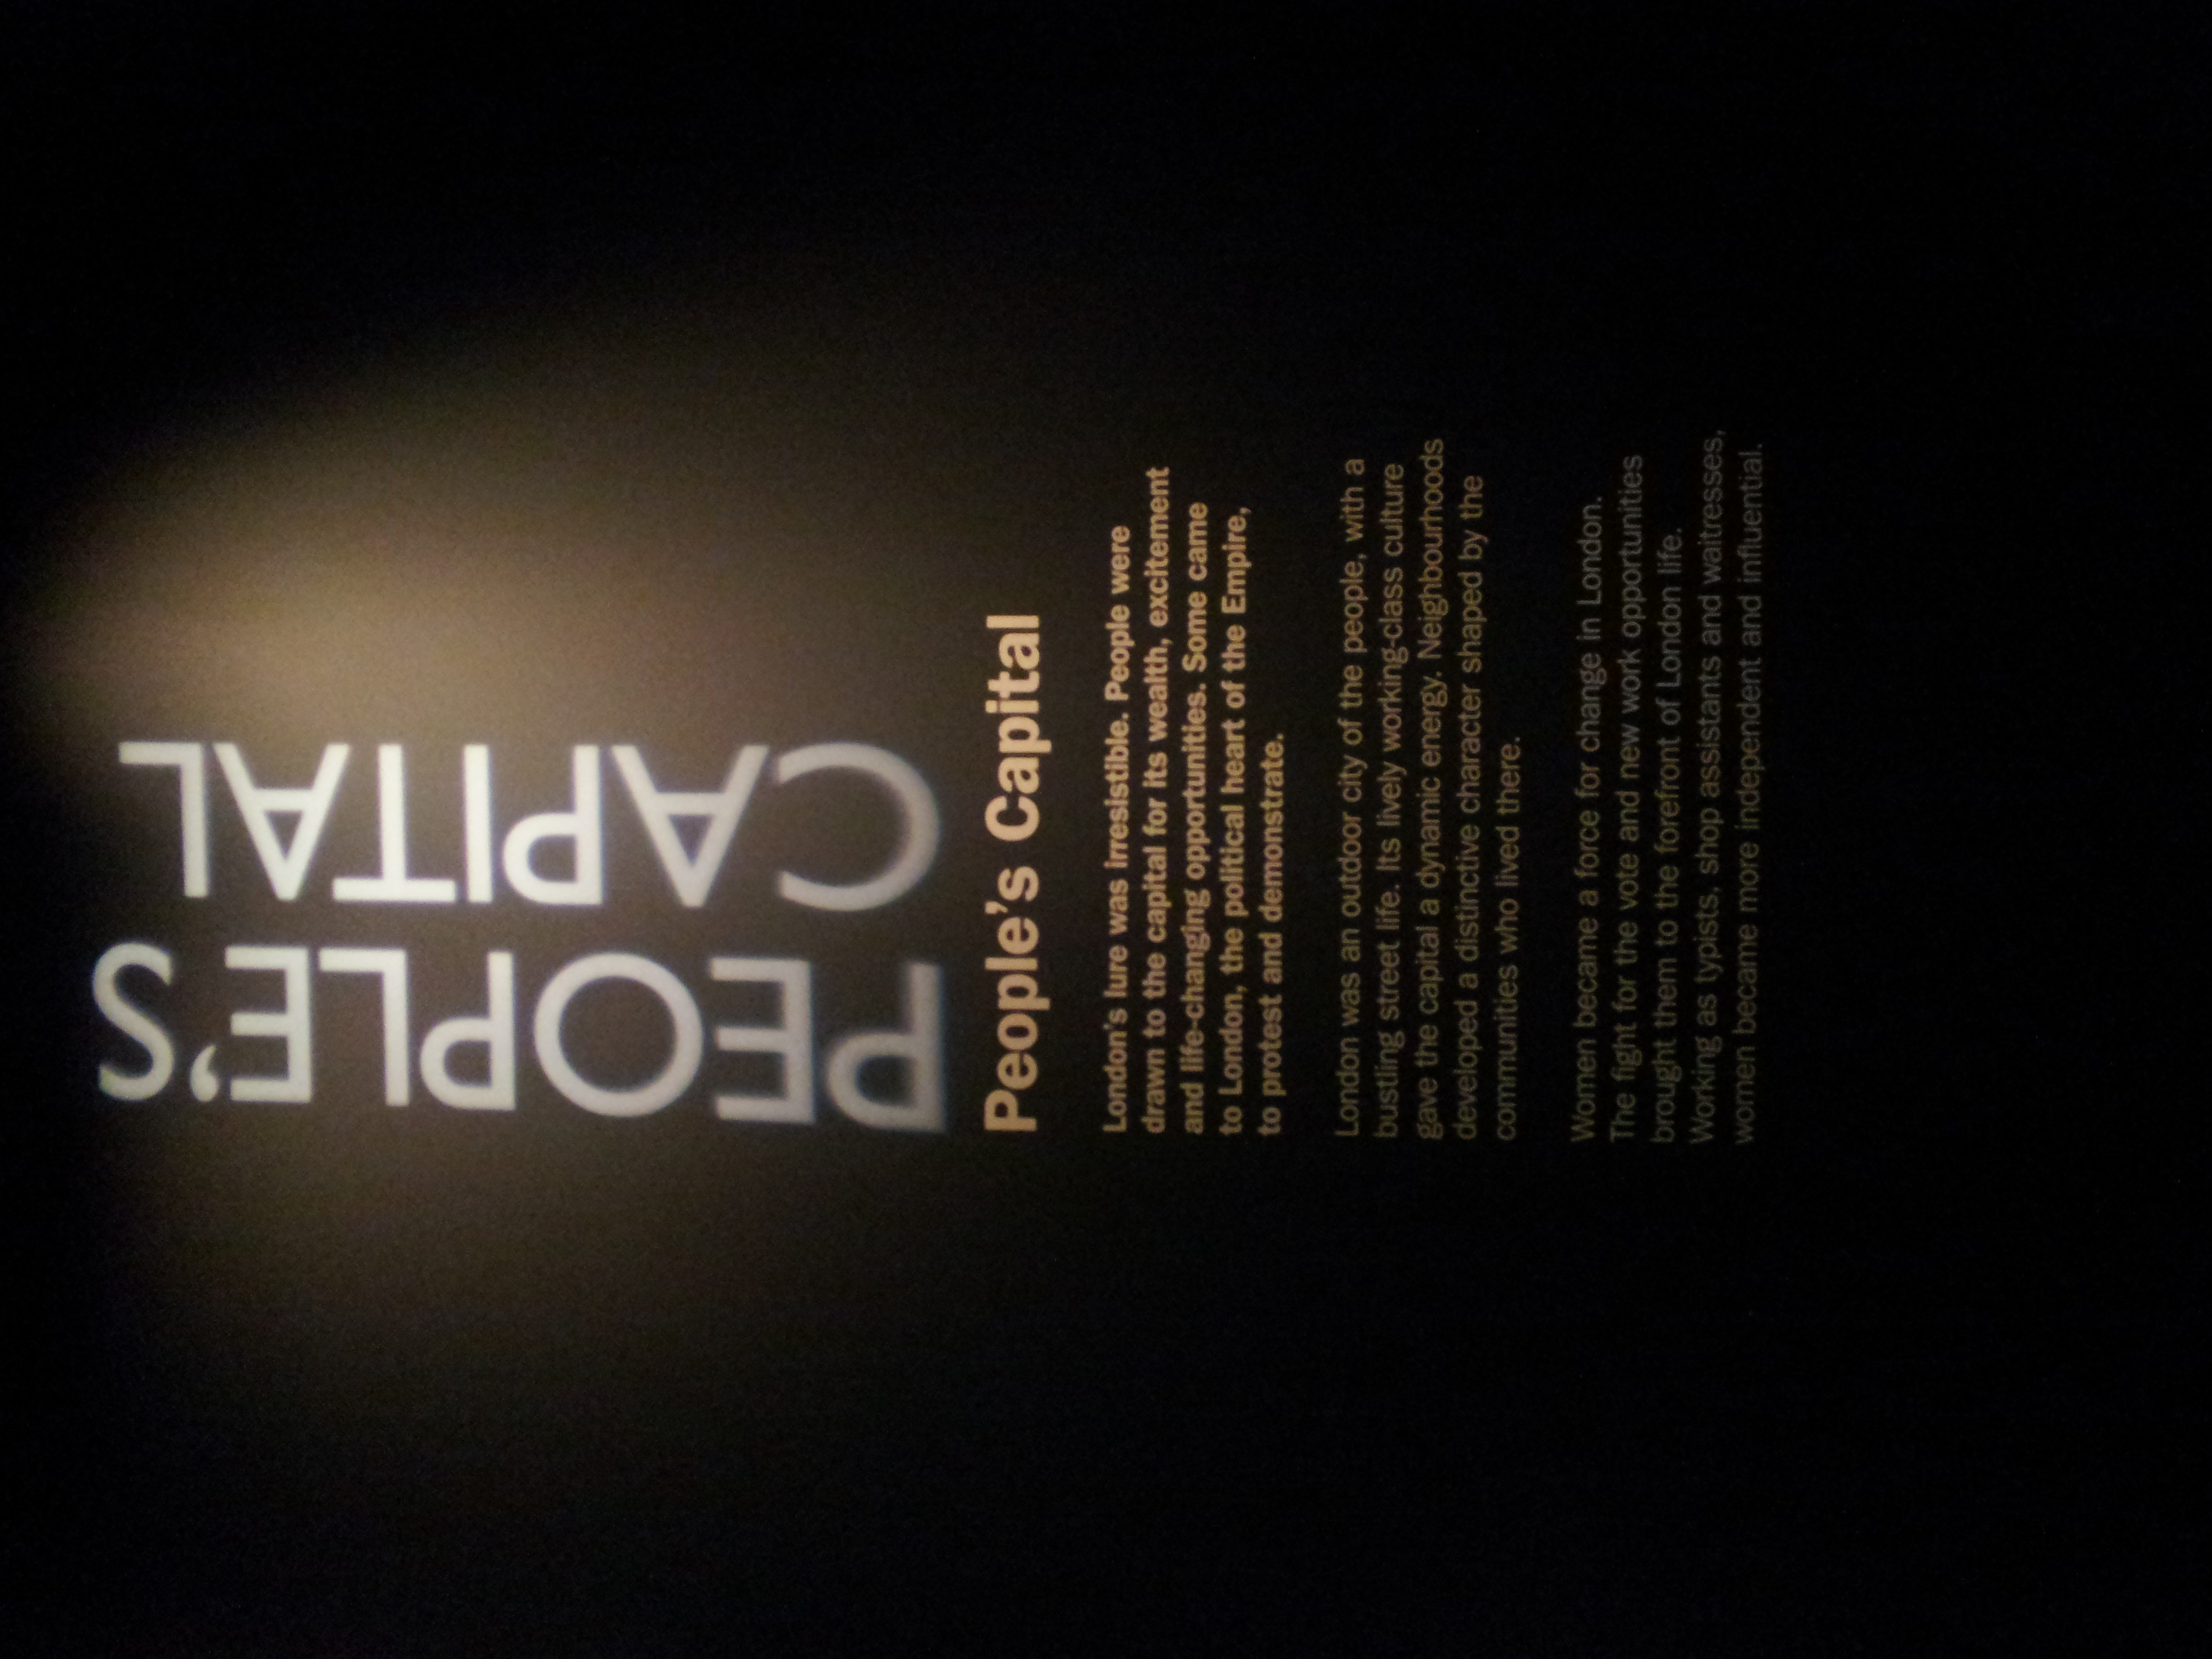 PEOPLE'S
CAPITAL
People's Capital
London's lure was irresistible. People were
drawn to the capital for its wealth, excitement
and life-changing opportunities. Some came
to London, the political heart of the Empire,
to protest and demonstrate.
London was an outdoor city of the people, with a
bustling street life. Its lively working-class culture
gave the capital a dynamic energy. Neighbourhoods
developed a distinctive character shaped by the
communities who lived there.
Women became a force for change in London.
The fight for the vote and new work opportunities
brought them to the forefront of London life.
Working as typists, shop assistants and waitresses,
women became more independent and influential.